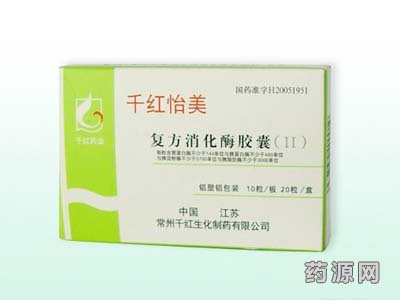 国药准字H20051951
千红怡美
千红药业
复方消化酶胶囊(II)
铝塑铝包装 10粒/板 20粒/盒
中国 江苏
常州千红生化制药有限公司
药源网